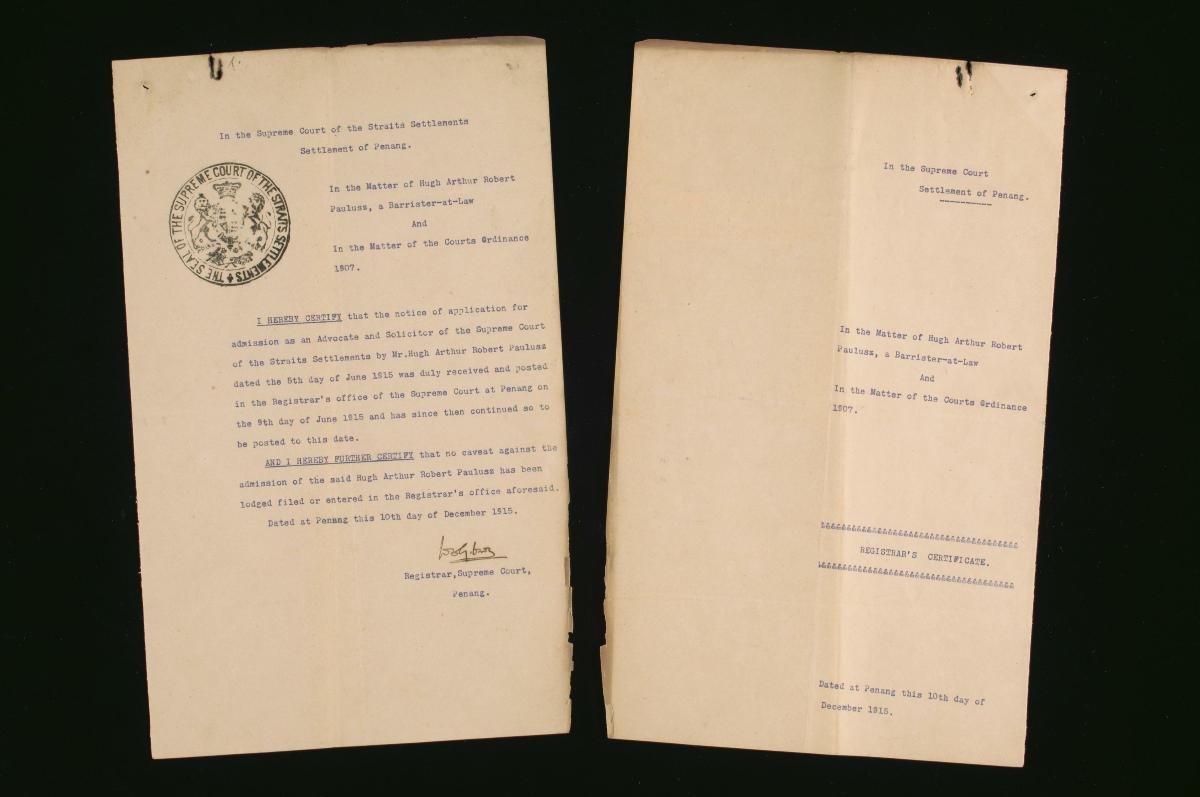 In the Supreme Court of the Straits Settlements
Settlement of Penang.
THE SEAL OF THE SUPREME COURT OF THE STRAITS SETTLEMENTS
In the Matter of Hugh Arthur Robert
Paulusz, a Barrister-at-Law
And
In the Matter of the Courts Ordinance
1907.
I HEREBY CERTIFY that the notice of application for
admission as an Advocate and Solicitor of the Supreme Court
of the Straits Settlements by Mr.Hugh Arthur Robert Paulusz
dated the 5th day of June 1915 was duly received and posted
in the Registrar's office of the Supreme Court at Penang on
the 9th day of June 1915 and has since then continued so to
be posted to this date.
AND I HEREBY FURTHER CERTIFY that no caveat against the
admission of the said Hugh Arthur Robert Paulusz has been
lodged filed or entered in the Registrar's office aforesaid.
Dated at Penang this 10th day of December 1915.
Registrar,Supreme Court,
Penang.
In the Supreme Court
Settlement of Penang.
In the Matter of Hugh Arthur Robert
Paulusz, a Barrister-at-Law
And
In the Matter of the Courts Ordinance
1907.
REGISTRAR'S CERTIFICATE.
Dated at Penang this 10th day of
December 1915.